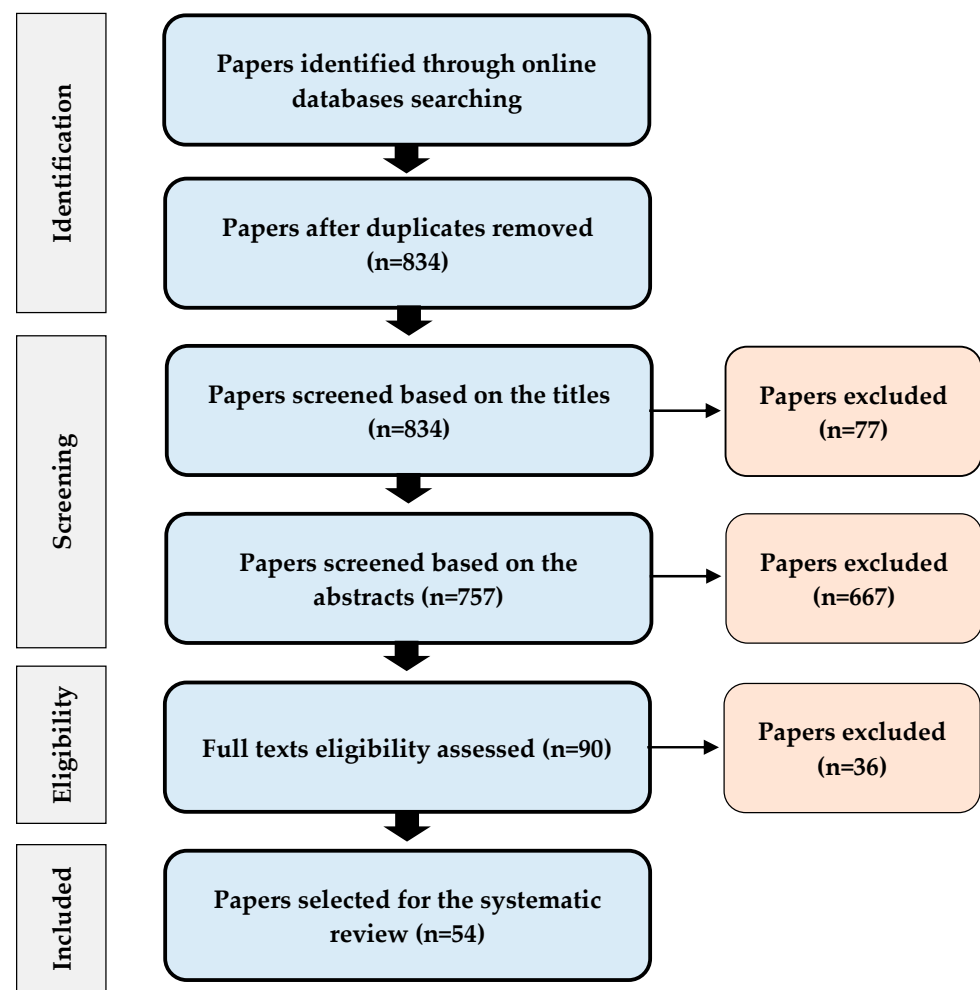 Identification
Papers identified through online
databases searching
Papers after duplicates removed
(n=834)
Screening
Papers screened based on the titles
(n=834)
Papers excluded
(n=77)
Papers screened based on the
abstracts (n=757)
Papers excluded
(n=667)
Eligibility
Full texts eligibility assessed (n=90)
Papers excluded
(n=36)
Included
Papers selected for the systematic
review (n=54)